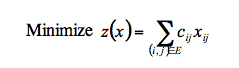 Minimize z(x) = ∑ c_{ij} x_{ij}
(i, j)∈E